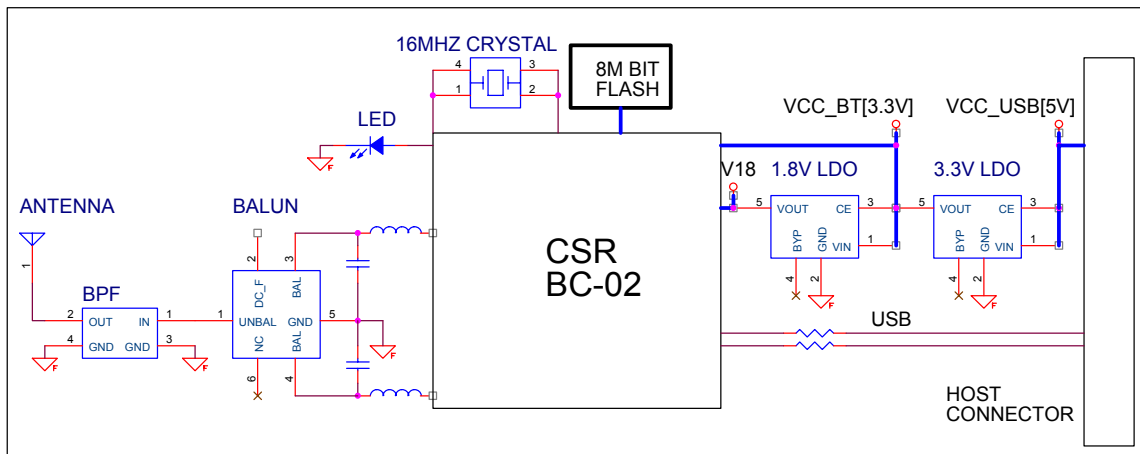 16MHZ CRYSTAL
4
3
1
2
8M BIT
FLASH
VCC_BT[3.3V]
VCC_USB[5V]
LED
F
V18
1.8V LDO
3.3V LDO
5
VOUT
CE
3
BYP
GND
VIN
1
4
2
F
5
VOUT
CE
3
BYP
GND
VIN
1
4
2
F
ANTENNA
1
BALUN
2
3
DC_F
BAL
1
UNBAL
GND
5
NC
BAL
6
4
F
BPF
2
OUT
IN
1
4
GND
GND
3
F
F
CSR
BC-02
USB
HOST
CONNECTOR